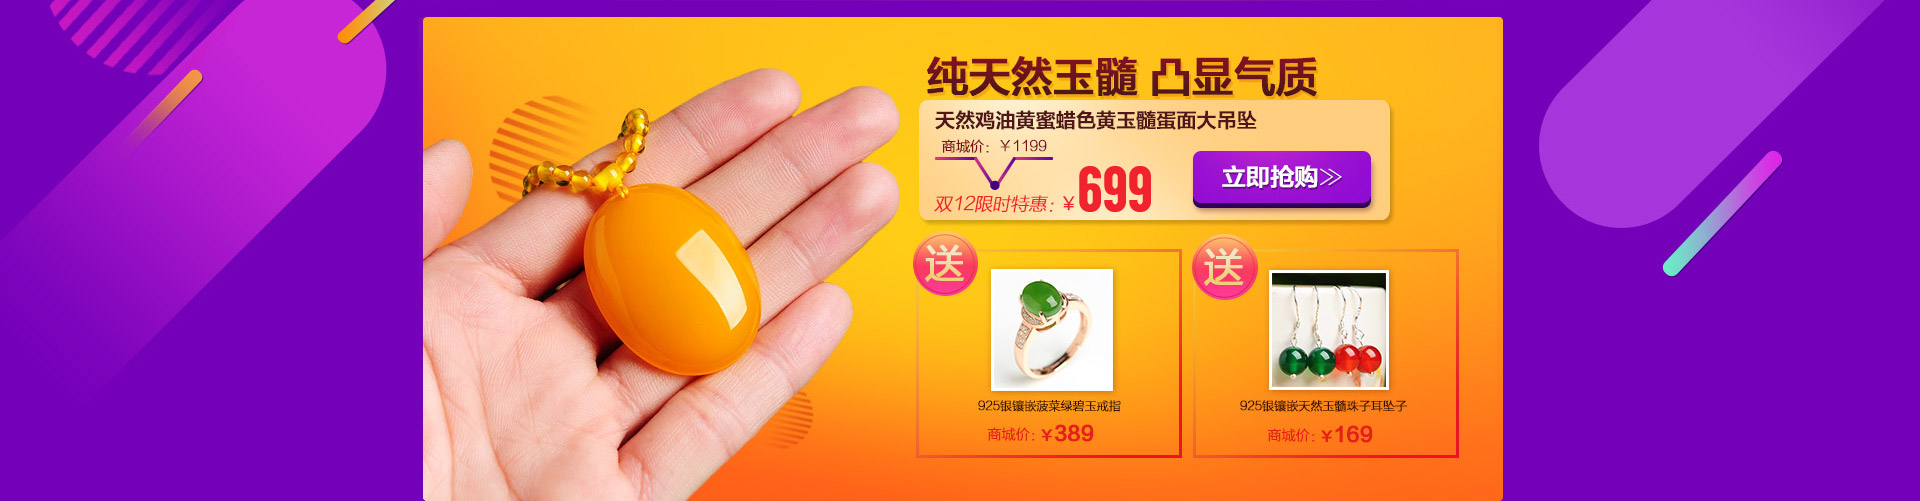 纯天然玉髓 凸显气质
天然鸡油黄蜜蜡色黄玉髓蛋面大吊坠
商城价：￥1199
双12限时特惠：￥699
立即抢购
送
925银镶嵌菠菜绿碧玉戒指
商城价：￥389
送
925银镶嵌天然玉髓珠子耳坠子
商城价：￥169